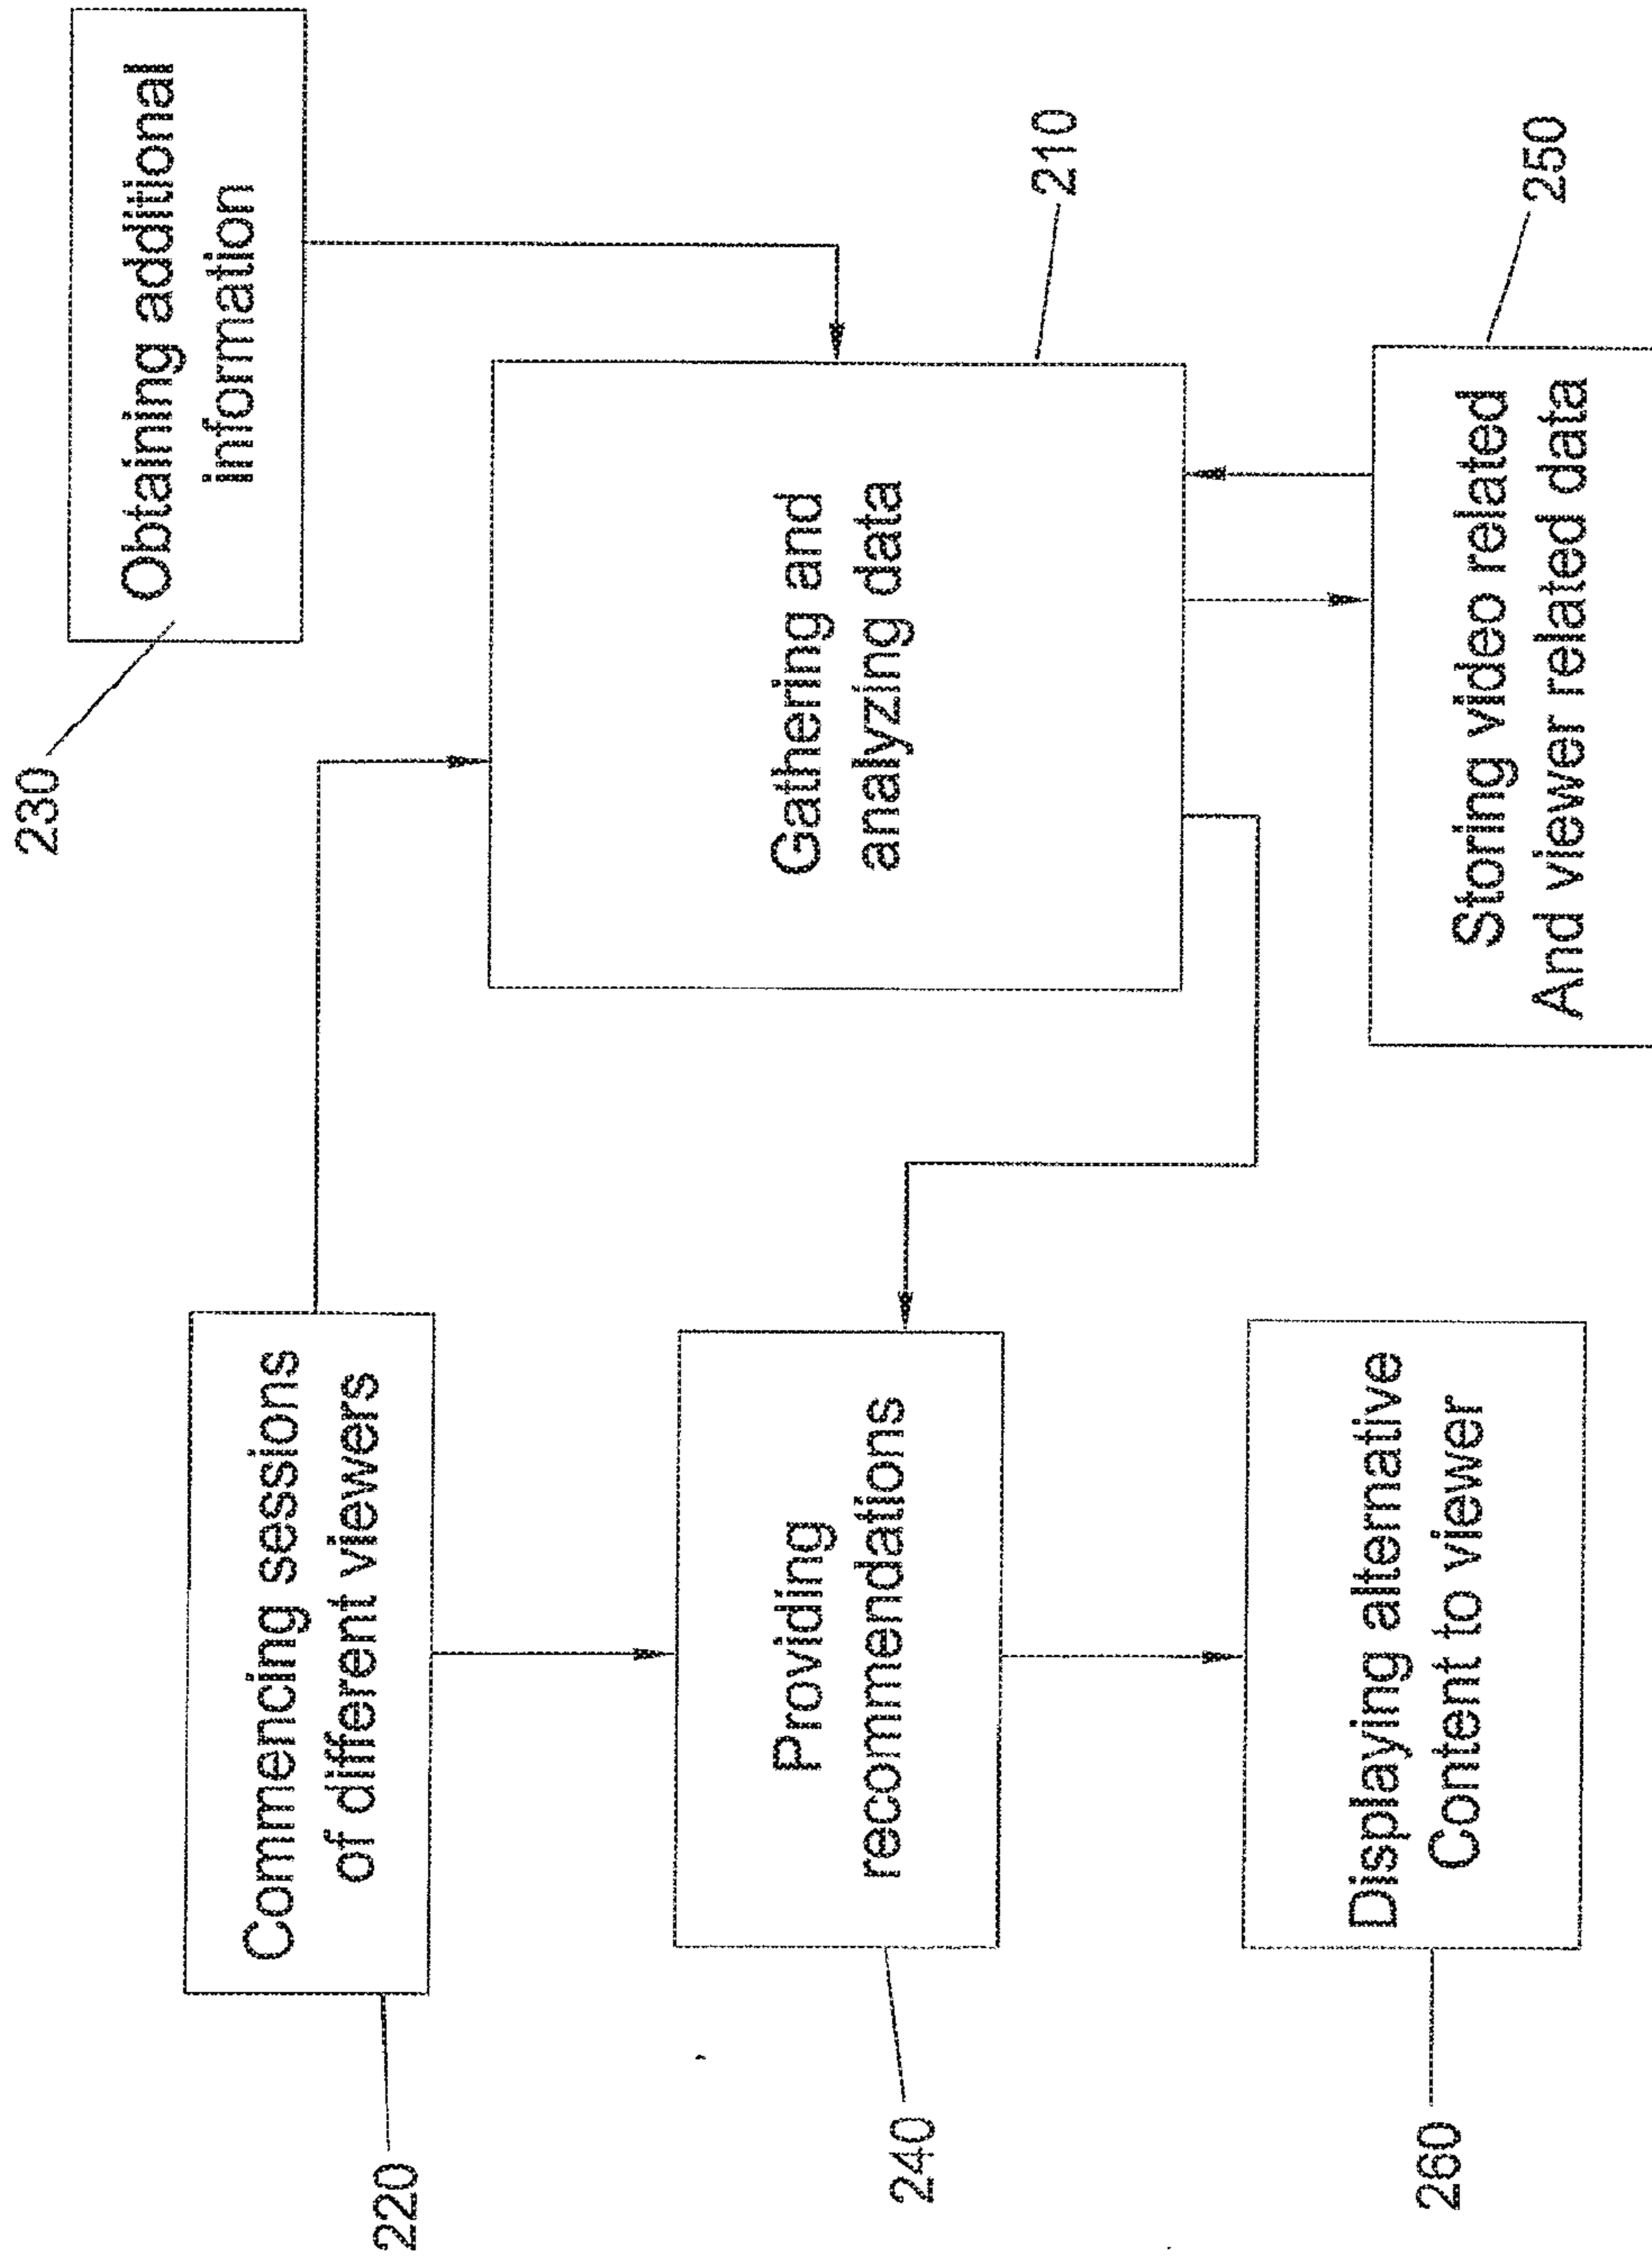 Obtaining additional
information
230
Commencing sessions
of different viewers
220
Gathering and
analyzing data
210
Providing
recommendations
240
Storing video related
And viewer related data
250
Displaying alternative
Content to viewer
260